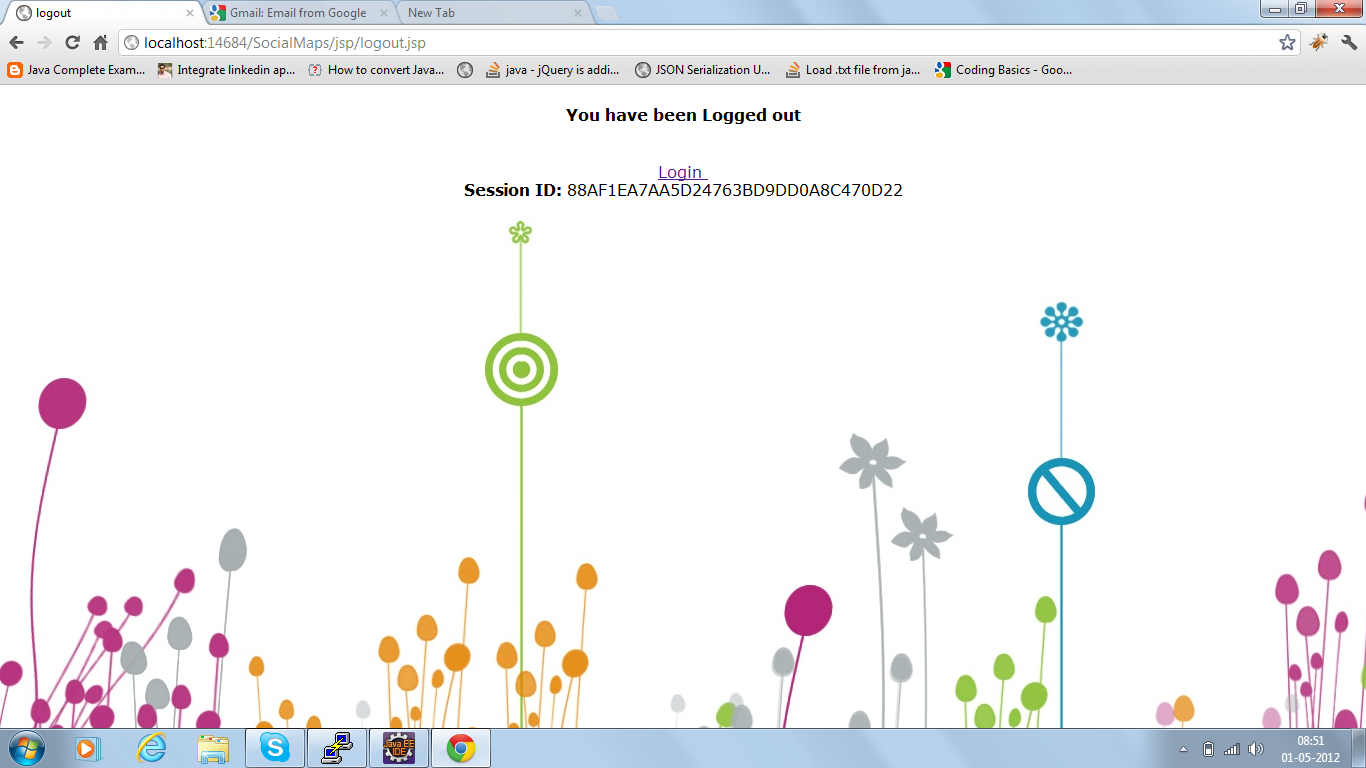 logout
Gmail: Email from Google
New Tab
localhost:14684/SocialMaps/jsp/logout.jsp
Java Complete Exam...
Integrate linkedin ap...
How to convert Java...
java - jQuery is addi...
JSON Serialization U...
Load .txt file from ja...
Coding Basics - Goo...
You have been Logged out
Login
Session ID: 88AF1EA7AA5D24763BD9DD0A8C470D22
Java EE
IDE
08:51
01-05-2012